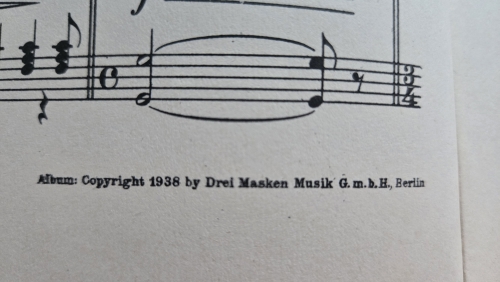 Album: Copyright 1938 by Drei Masken Musik G.m.b.H., Berlin